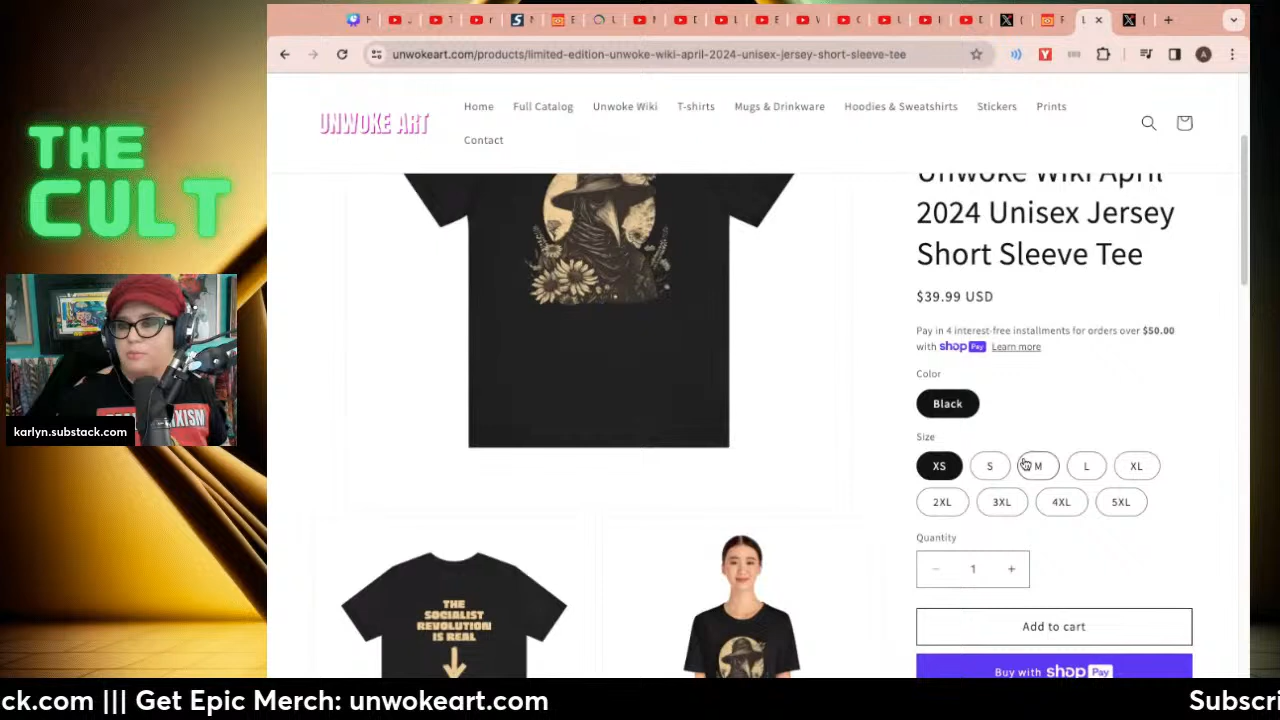 THE
CULT
karlyn.substack.com
unwokeart.com/products/limited-edition-unwoke-wiki-april-2024-unisex-jersey-short-sleeve-tee
A
UNWOKE ART
Home
Full Catalog
Unwoke Wiki
T-shirts
Mugs & Drinkware
Hoodies & Sweatshirts
Stickers
Prints
Contact
Unwoke Wiki April
2024 Unisex Jersey
Short Sleeve Tee
$39.99 USD
Pay in 4 interest-free installments for orders over $50.00
with shop Pay Learn more
Color
Black
Size
XS
S
M
L
XL
2XL
3XL
4XL
5XL
Quantity
1
Add to cart
Buy with shop Pay
THE
SOCIALIST
REVOLUTION
IS REAL
ck.com ||| Get Epic Merch: unwokeart.com
Subscri